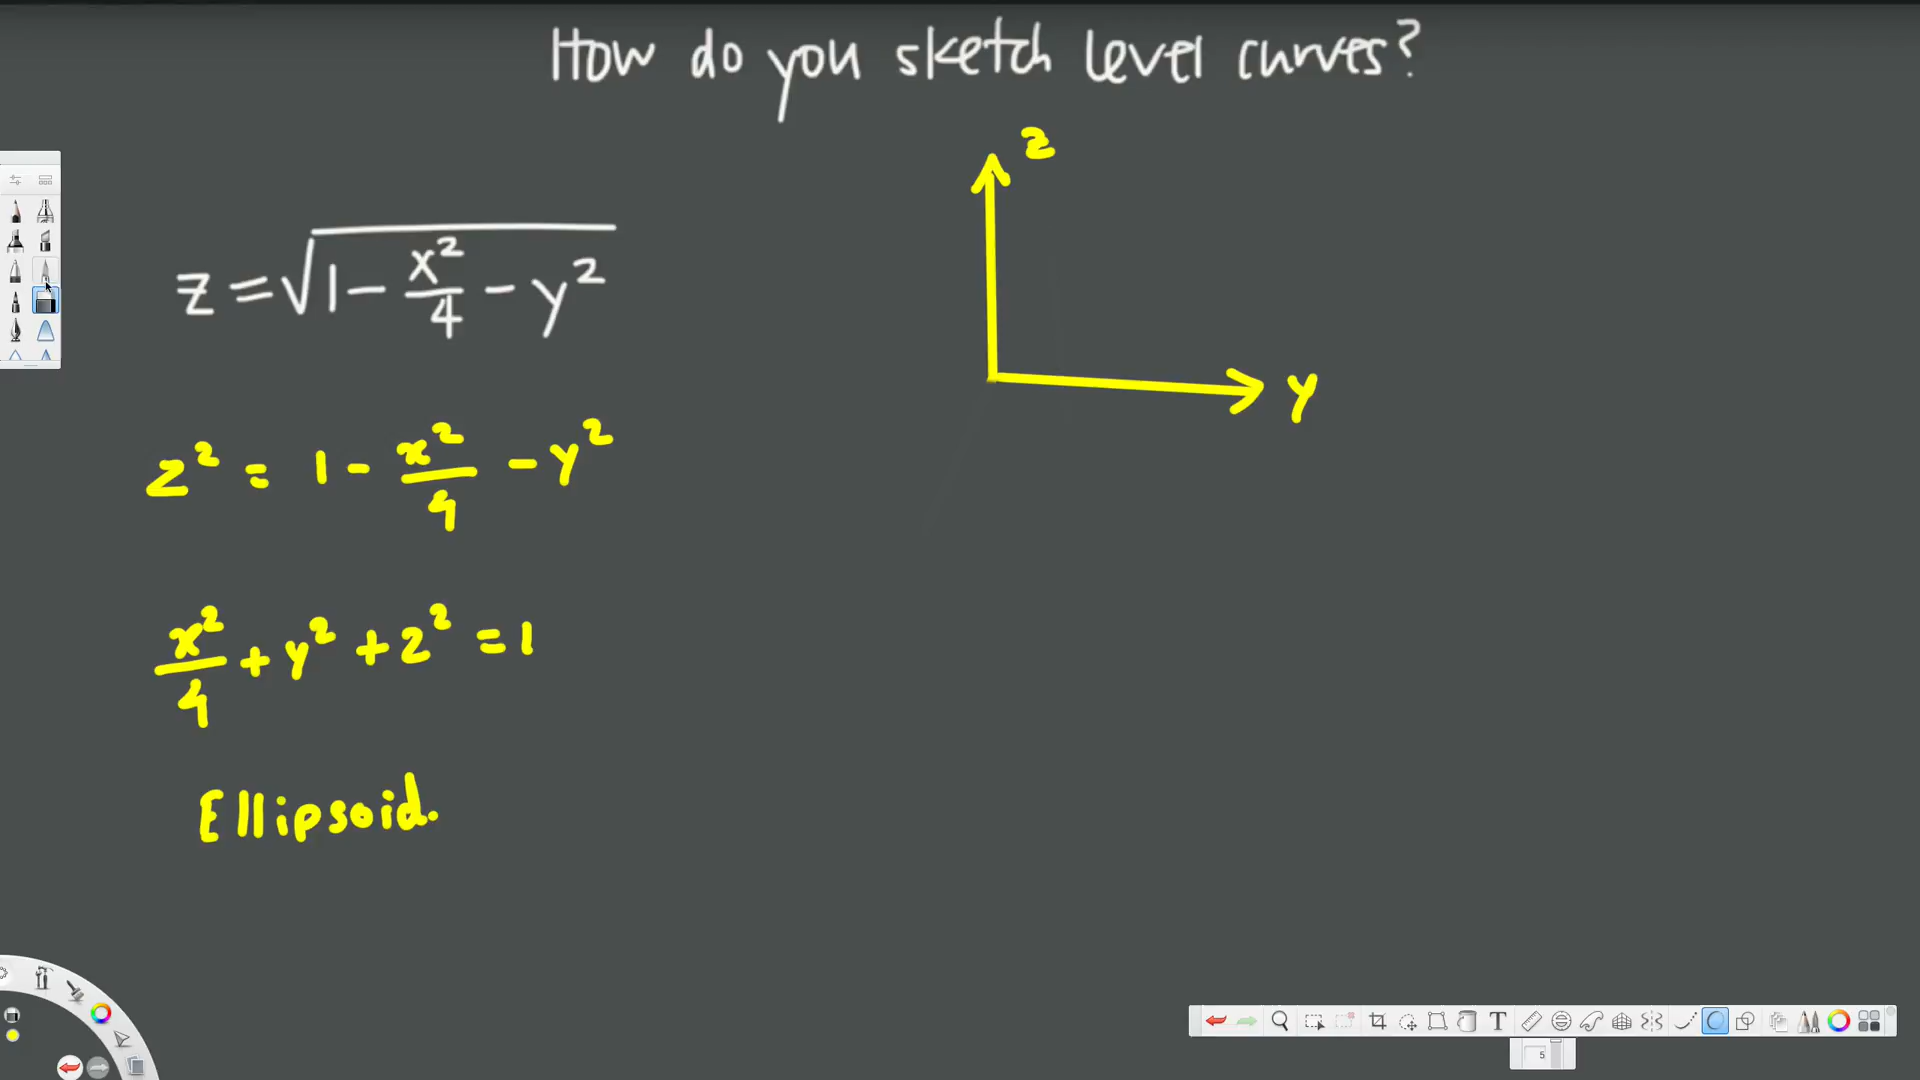 How do you sketch level curves?
z
z = √(1 - x²/4 - y²)
y
z² = 1 - x²/4 - y²
x²/4 + y² + z² = 1
Ellipsoid.
T
5